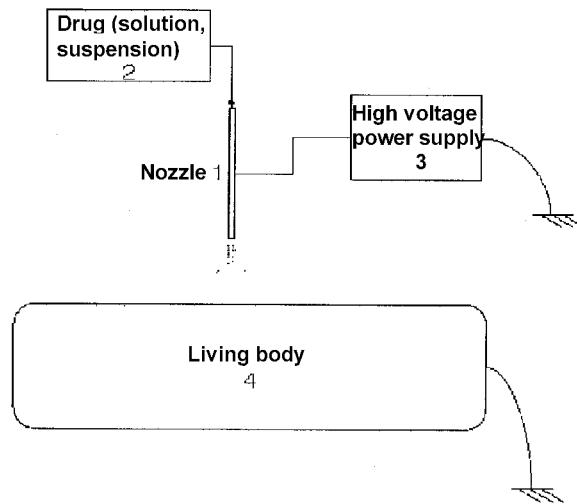 Drug (solution,
suspension)
2
High voltage
power supply
3
Nozzle 1
Living body
4